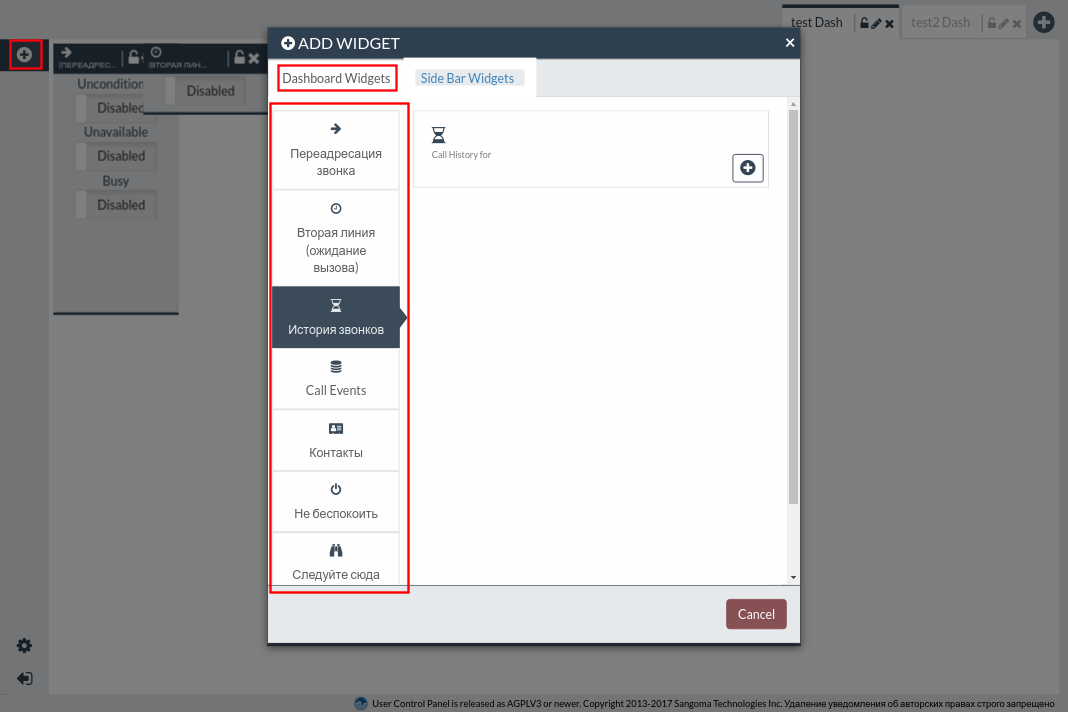 test Dash
test2 Dash
ADD WIDGET
Dashboard Widgets
Side Bar Widgets
(ПЕРЕАДРЕС...
(ВТОРАЯ ЛИН...
Disabled
Disabled
Unavailable
Disabled
Busy
Disabled
Переадресация
звонка
Вторая линия
(ожидание
вызова)
История звонков
Call Events
Контакты
Не беспокоить
Следуйте сюда
Call History for
Cancel
User Control Panel is released as AGPLV3 or newer. Copyright 2013-2017 Sangoma Technologies Inc. Удаление уведомления об авторских правах строго запрещено